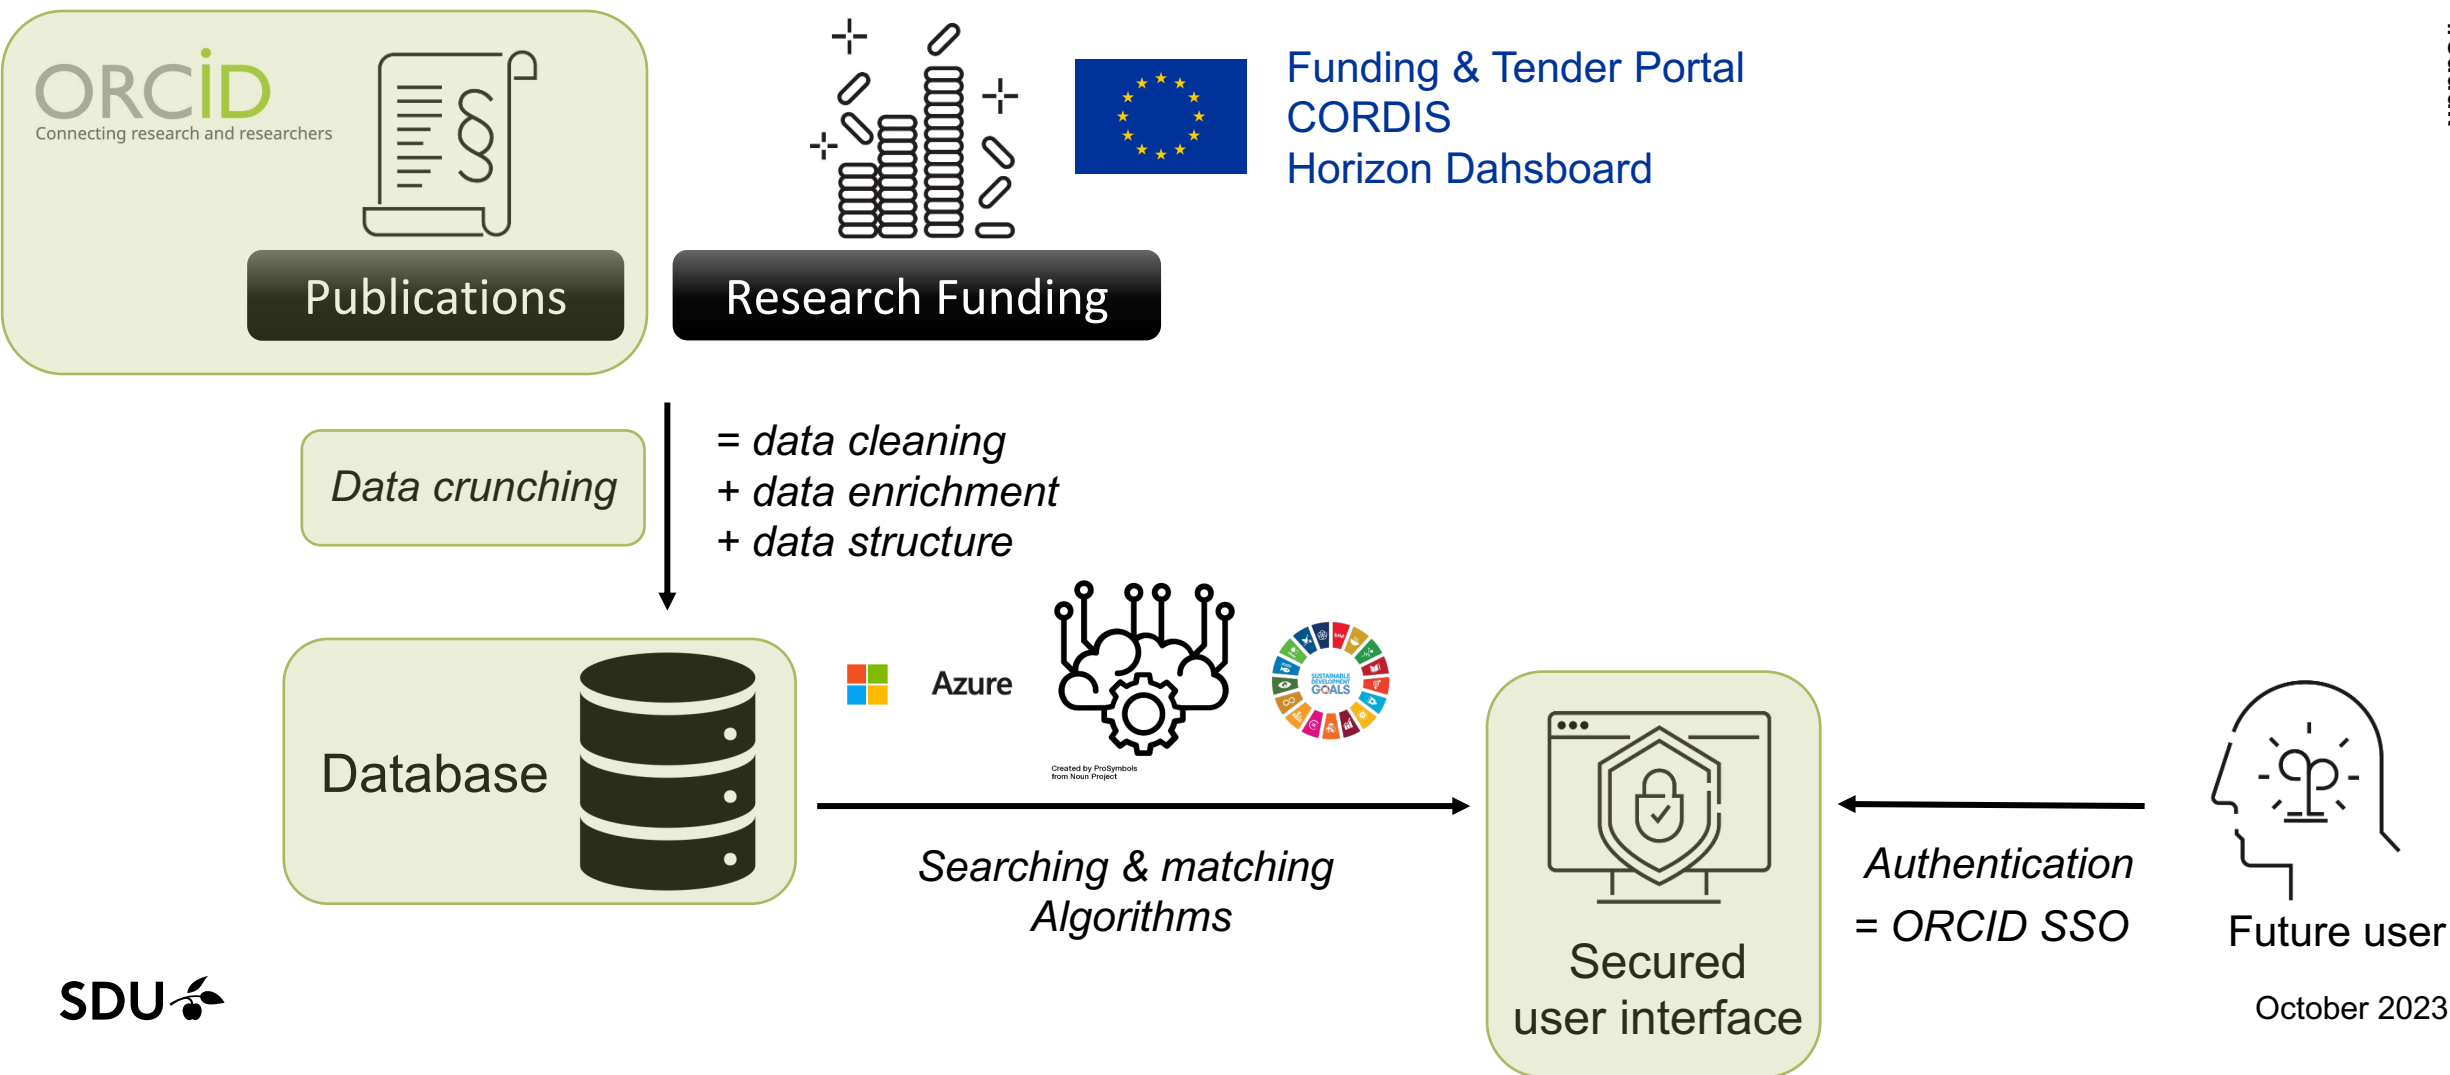 ORCiD
Connecting research and researchers
Publications
Research Funding
Funding & Tender Portal
CORDIS
Horizon Dahsboard
Data crunching
= data cleaning
+ data enrichment
+ data structure
Database
Azure
Created by ProSymbols
from Noun Project
SUSTAINABLE
DEVELOPMENT
GOALS
Searching & matching
Algorithms
Secured
user interface
Authentication
= ORCID SSO
Future user
SDU
October 2023